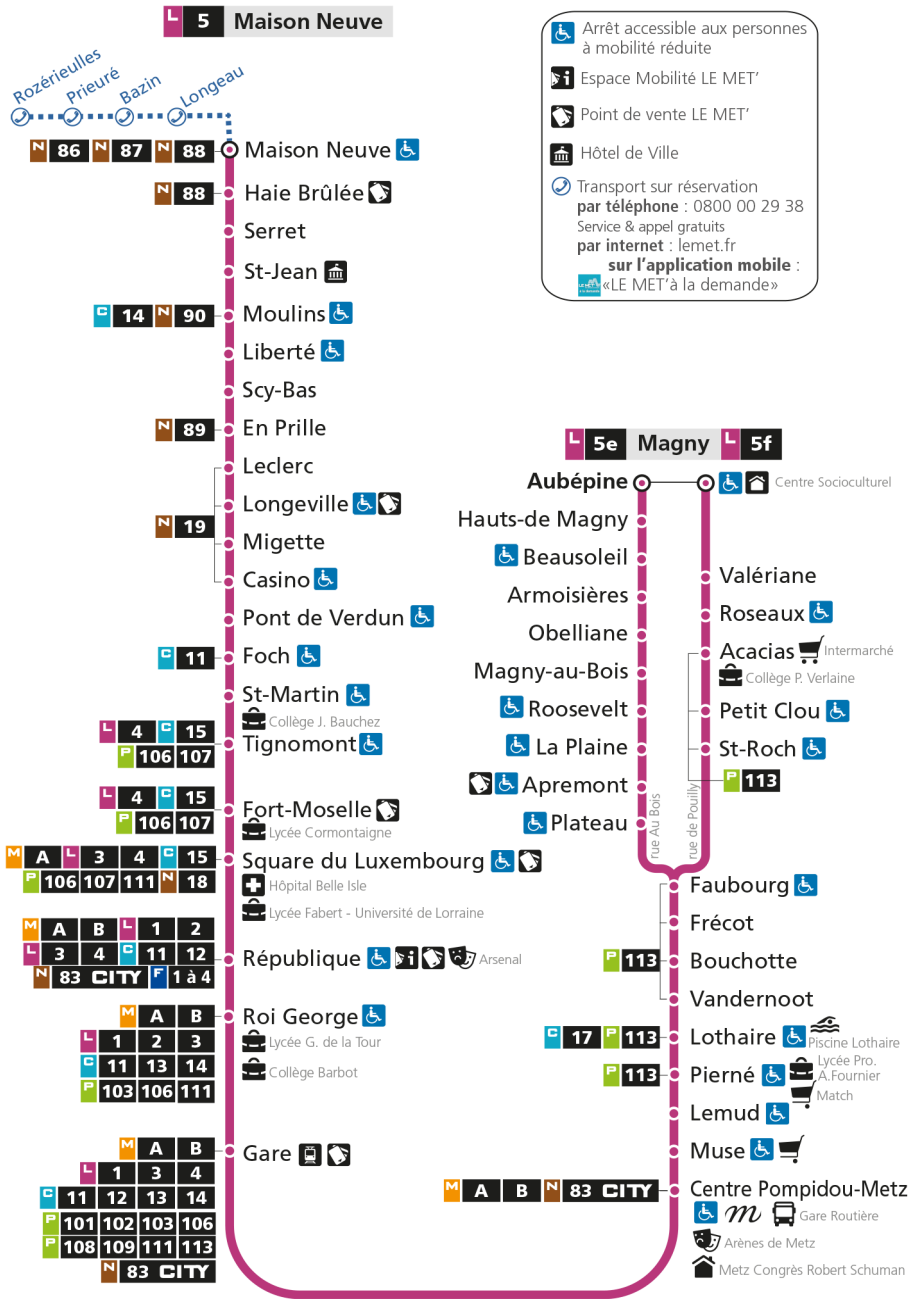 L 5 Maison Neuve
Rozérieulles
Prieuré
Bazin
Longeau
N 86 N 87 N 88 Maison Neuve
N 88 Haie Brûlée
Serret
St-Jean
C 14 N 90 Moulins
Liberté
Scy-Bas
N 89 En Prille
Leclerc
Longeville
N 19
Migette
Casino
Pont de Verdun
C 11 Foch
St-Martin
Collège J. Bauchez
L 4 C 15
P 106 107
Tignomont
L 4 C 15
P 106 107
Fort-Moselle
Lycée Cormontaigne
M A L 3 4 C 15
P 106 107 111 N 18
Square du Luxembourg
Hôpital Belle Isle
Lycée Fabert - Université de Lorraine
M A B L 1 2
L 3 4 C 11 12
N 83 CITY F 1 à 4
République
Arsenal
M A B
L 1 2 3
C 11 13 14
P 103 106 111
Roi George
Lycée G. de la Tour
Collège Barbot
M A B
L 1 3 4
C 11 12 13 14
P 101 102 103 106
P 108 109 111 113
N 83 CITY
Gare
Arrêt accessible aux personnes
à mobilité réduite
i Espace Mobilité LE MET’
Point de vente LE MET’
Hôtel de Ville
Transport sur réservation
par téléphone : 0800 00 29 38
Service & appel gratuits
par internet : lemet.fr
sur l’application mobile :
«LE MET’à la demande»
L 5e Magny L 5f
Aubépine
Centre Socioculturel
Hauts-de Magny
Beausoleil
Armoisières
Obelliane
Magny-au-Bois
Roosevelt
La Plaine
Apremont
Plateau
rue Au Bois
Valériane
Roseaux
Acacias
Intermarché
Collège P. Verlaine
Petit Clou
St-Roch
P 113
rue de Pouilly
Faubourg
Frécot
P 113 Bouchotte
Vandernoot
C 17 P 113 Lothaire
Piscine Lothaire
P 113 Pierné
Lycée Pro.
A.Fournier
Match
Lemud
Muse
M A B N 83 CITY Centre Pompidou-Metz
m Gare Routière
Arènes de Metz
Metz Congrès Robert Schuman